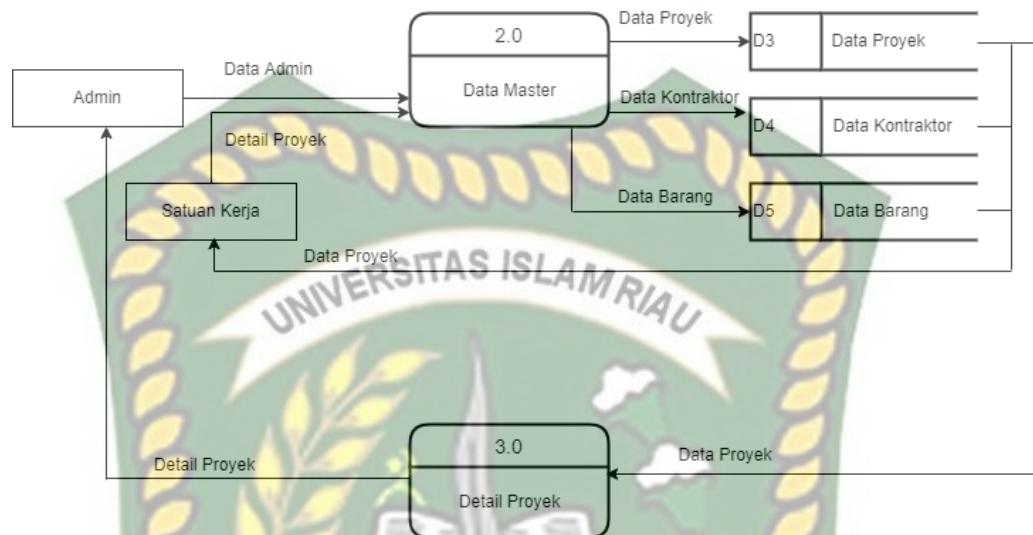 Data Proyek
2.0
D3
Data Proyek
Data Admin
Admin
Data Master
Data Kontraktor
D4
Data Kontraktor
Detail Proyek
Data Barang
D5
Data Barang
Satuan Kerja
Data Proyek
UNIVERSITAS ISLAM RIAU
3.0
Data Proyek
Detail Proyek
Detail Proyek